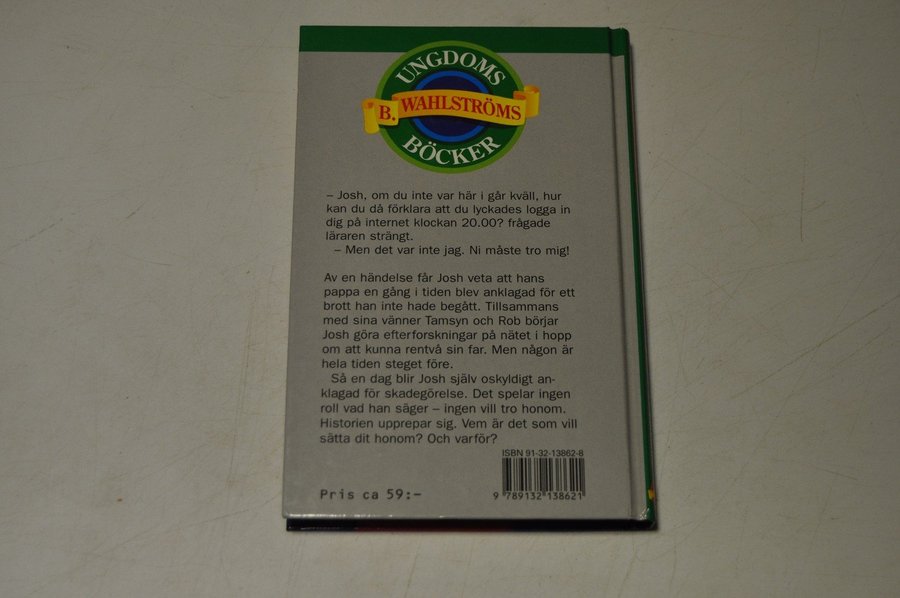 UNGDOMS
B. WAHLSTRÖMS
BÖCKER
– Josh, om du inte var här i går kväll, hur
kan du då förklara att du lyckades logga in
dig på internet klockan 20.00? frågade
läraren strängt.
– Men det var inte jag. Ni måste tro mig!
Av en händelse får Josh veta att hans
pappa en gång i tiden blev anklagad för ett
brott han inte hade begått. Tillsammans
med sina vänner Tamsyn och Rob börjar
Josh göra efterforskningar på nätet i hopp
om att kunna rentvå sin far. Men någon är
hela tiden steget före.
Så en dag blir Josh själv oskyldigt an-
klagad för skadegörelse. Det spelar ingen
roll vad han säger – ingen vill tro honom.
Historien upprepar sig. Vem är det som vill
sätta dit honom? Och varför?
ISBN 91-32-13862-8
Pris ca 59:-
9 789132 138621